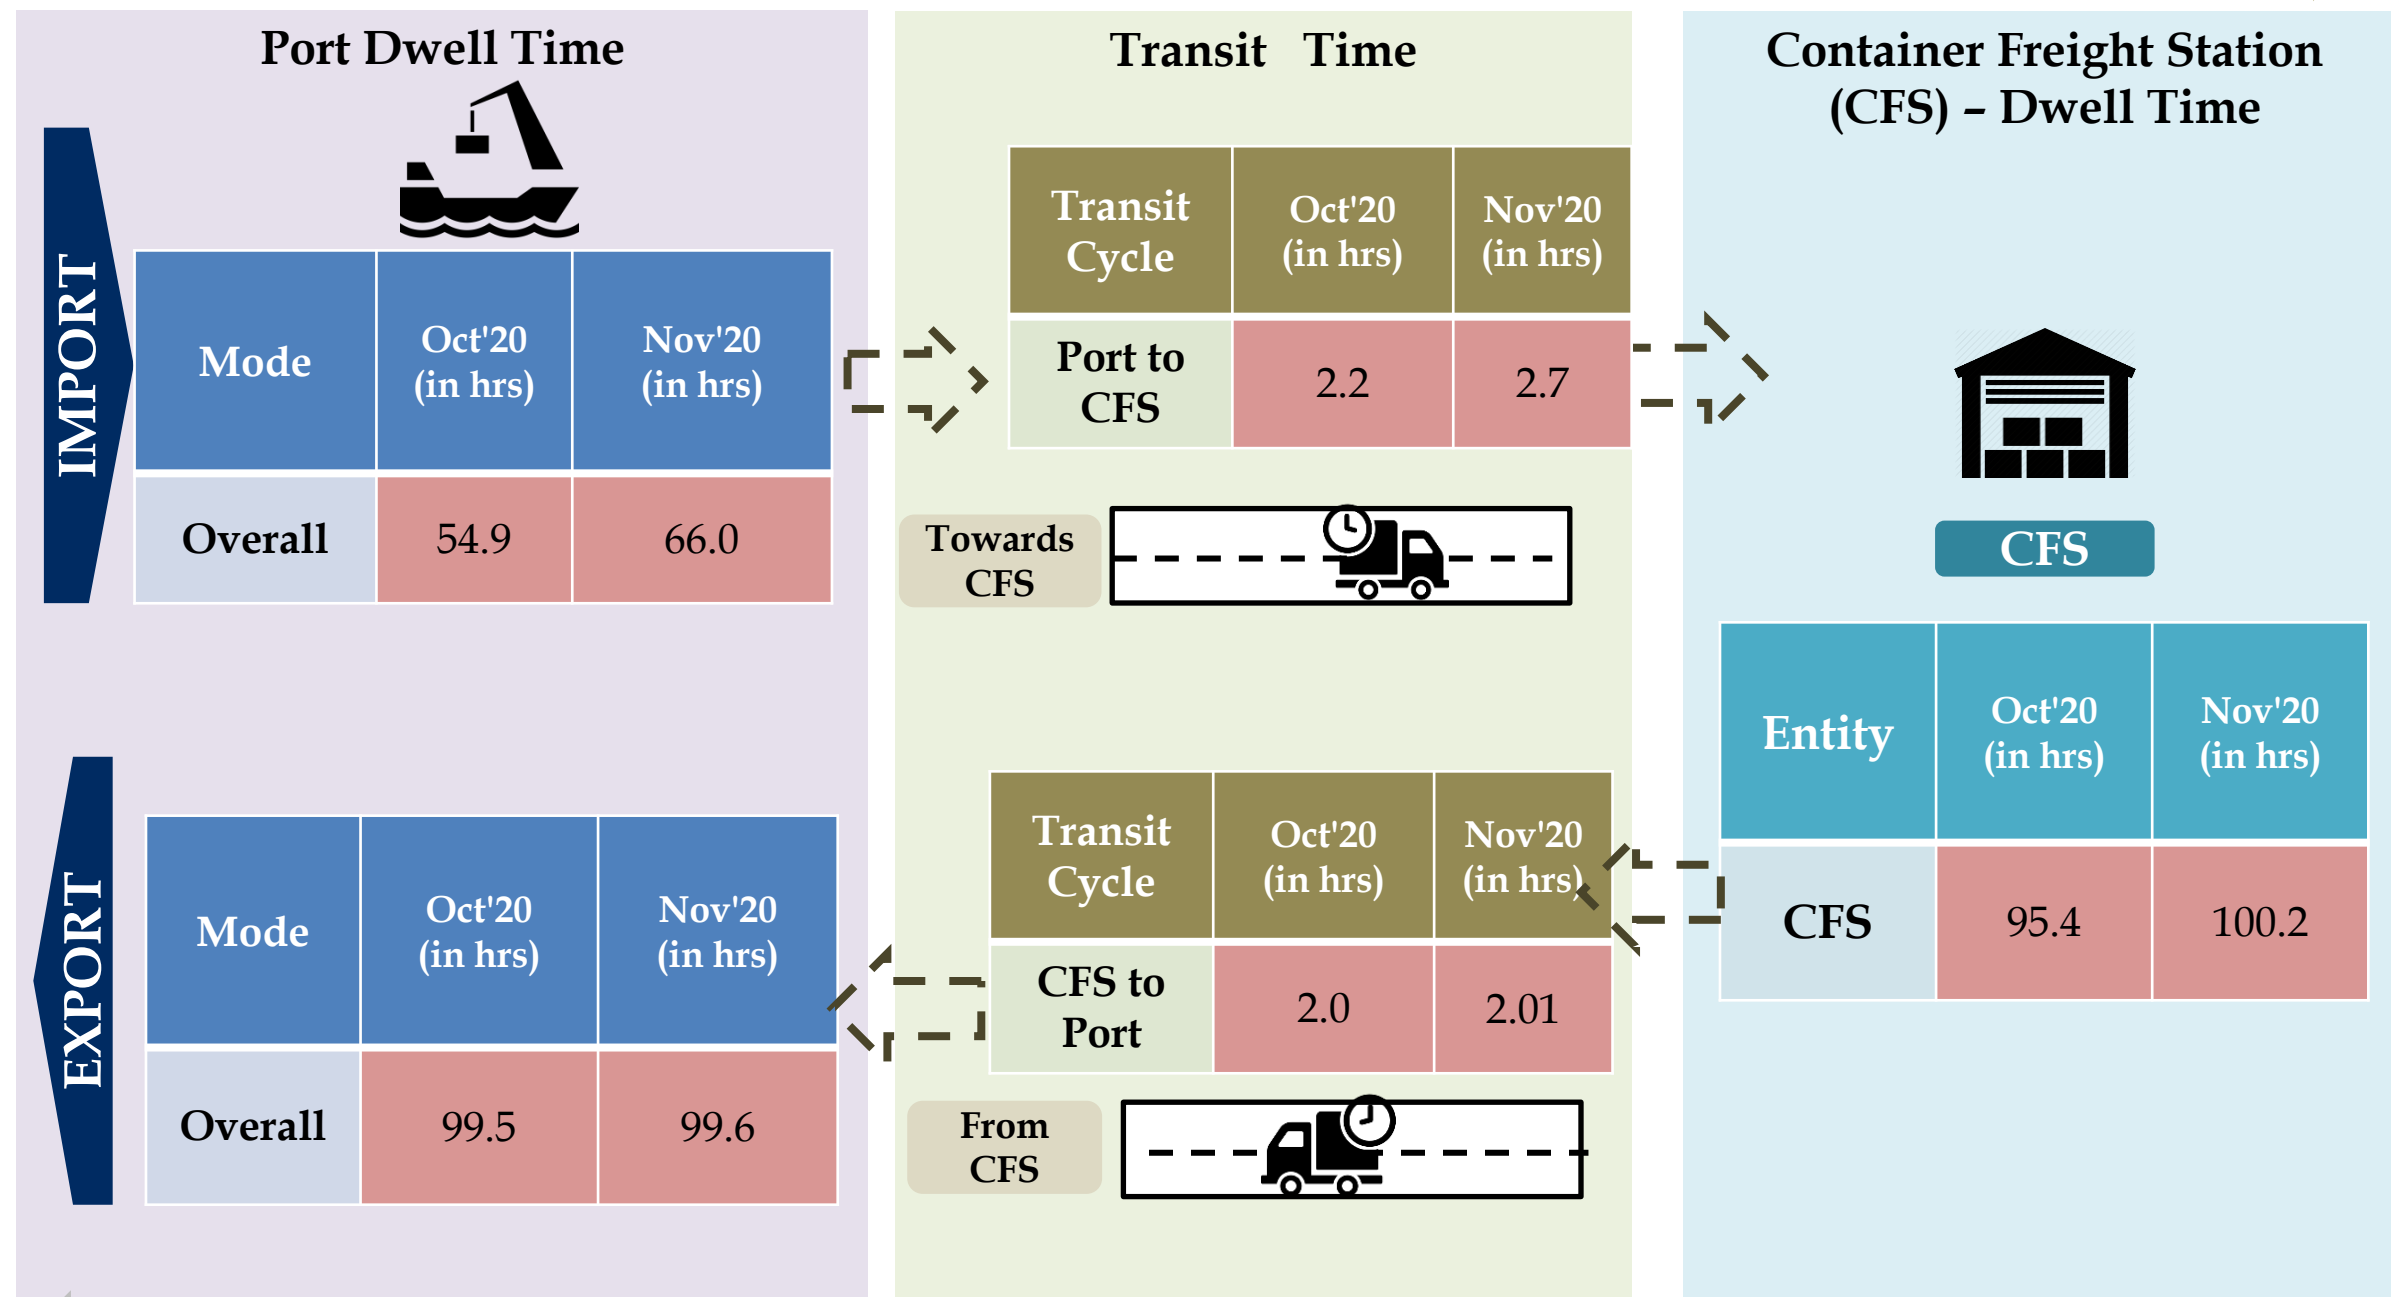 Port Dwell Time
IMPORT
Mode
Oct'20
(in hrs)
Nov'20
(in hrs)
Overall
54.9
66.0
EXPORT
Mode
Oct'20
(in hrs)
Nov'20
(in hrs)
Overall
99.5
99.6
Transit Time
Transit
Cycle
Oct'20
(in hrs)
Nov'20
(in hrs)
Port to
CFS
2.2
2.7
Towards
CFS
Transit
Cycle
Oct'20
(in hrs)
Nov'20
(in hrs)
CFS to
Port
2.0
2.01
From
CFS
Container Freight Station
(CFS) – Dwell Time
CFS
Entity
Oct'20
(in hrs)
Nov'20
(in hrs)
CFS
95.4
100.2